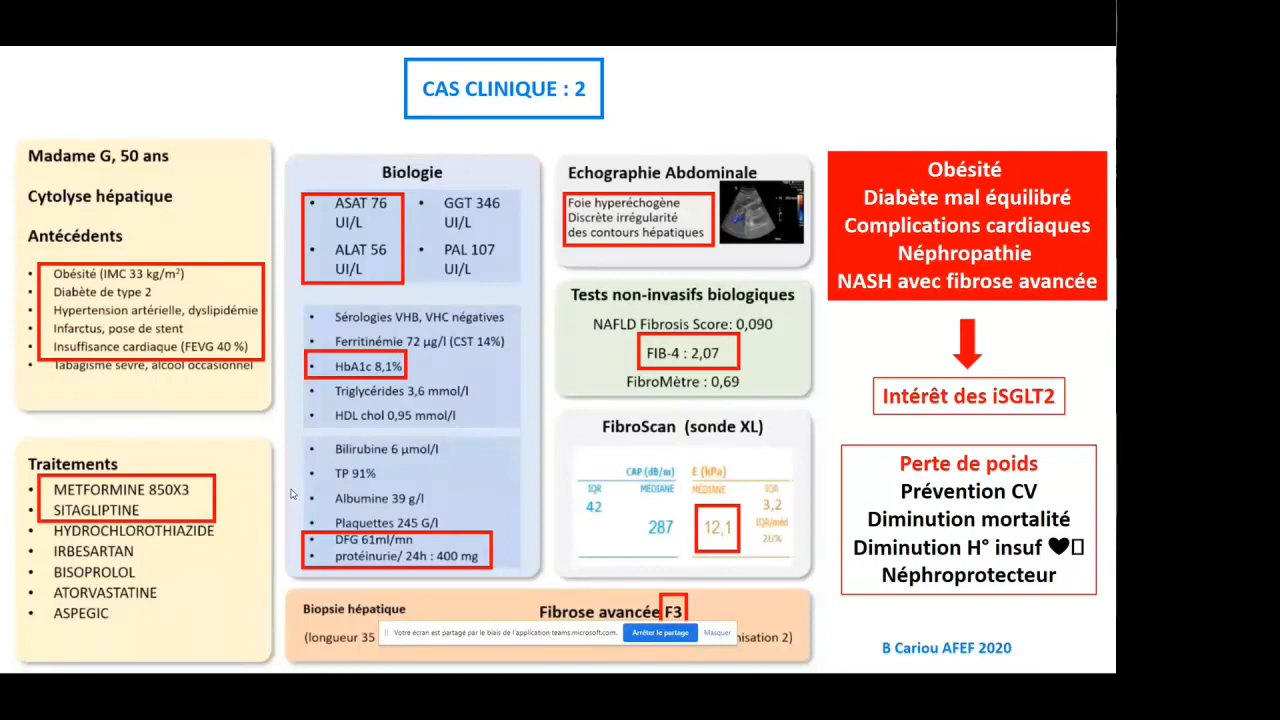 CAS CLINIQUE : 2
Madame G, 50 ans
Cytolyse hépatique
Antécédents
• Obésité (IMC 33 kg/m²)
• Diabète de type 2
• Hypertension artérielle, dyslipidémie
• Infarctus, pose de stent
• Insuffisance cardiaque (FEVG 40 %)
• Tabagisme sevré, alcool occasionnel
Traitements
• METFORMINE 850X3
• SITAGLIPTINE
• HYDROCHLOROTHIAZIDE
• IRBESARTAN
• BISOPROLOL
• ATORVASTATINE
• ASPEGIC
Biologie
• ASAT 76
UI/L
• ALAT 56
UI/L
• GGT 346
UI/L
• PAL 107
UI/L
• Sérologies VHB, VHC négatives
• Ferritinémie 72 µg/l (CST 14%)
• HbA1c 8,1%
• Triglycérides 3,6 mmol/l
• HDL chol 0,95 mmol/l
• Bilirubine 6 µmol/l
• TP 91%
• Albumine 39 g/l
• Plaquettes 245 G/l
• DFG 61ml/mn
• protéinurie/ 24h : 400 mg
Echographie Abdominale
Foie hyperéchogène
Discrète irrégularité
des contours hépatiques
Tests non-invasifs biologiques
NAFLD Fibrosis Score: 0,090
FIB-4 : 2,07
FibroMètre : 0,69
FibroScan (sonde XL)
CAP (dB/m) E (kPa)
IQR MÉDIANE MÉDIANE IQR
42 3,2
287 12,1 IQR/méd
26%
Biopsie hépatique Fibrose avancée F3
(longueur 35 nisation 2)
Votre écran est partagé par le biais de l'application teams.microsoft.com. Arrêter le partage Masquer
Obésité
Diabète mal équilibré
Complications cardiaques
Néphropathie
NASH avec fibrose avancée
Intérêt des iSGLT2
Perte de poids
Prévention CV
Diminution mortalité
Diminution H° insuf ♥
Néphroprotecteur
B Cariou AFEF 2020